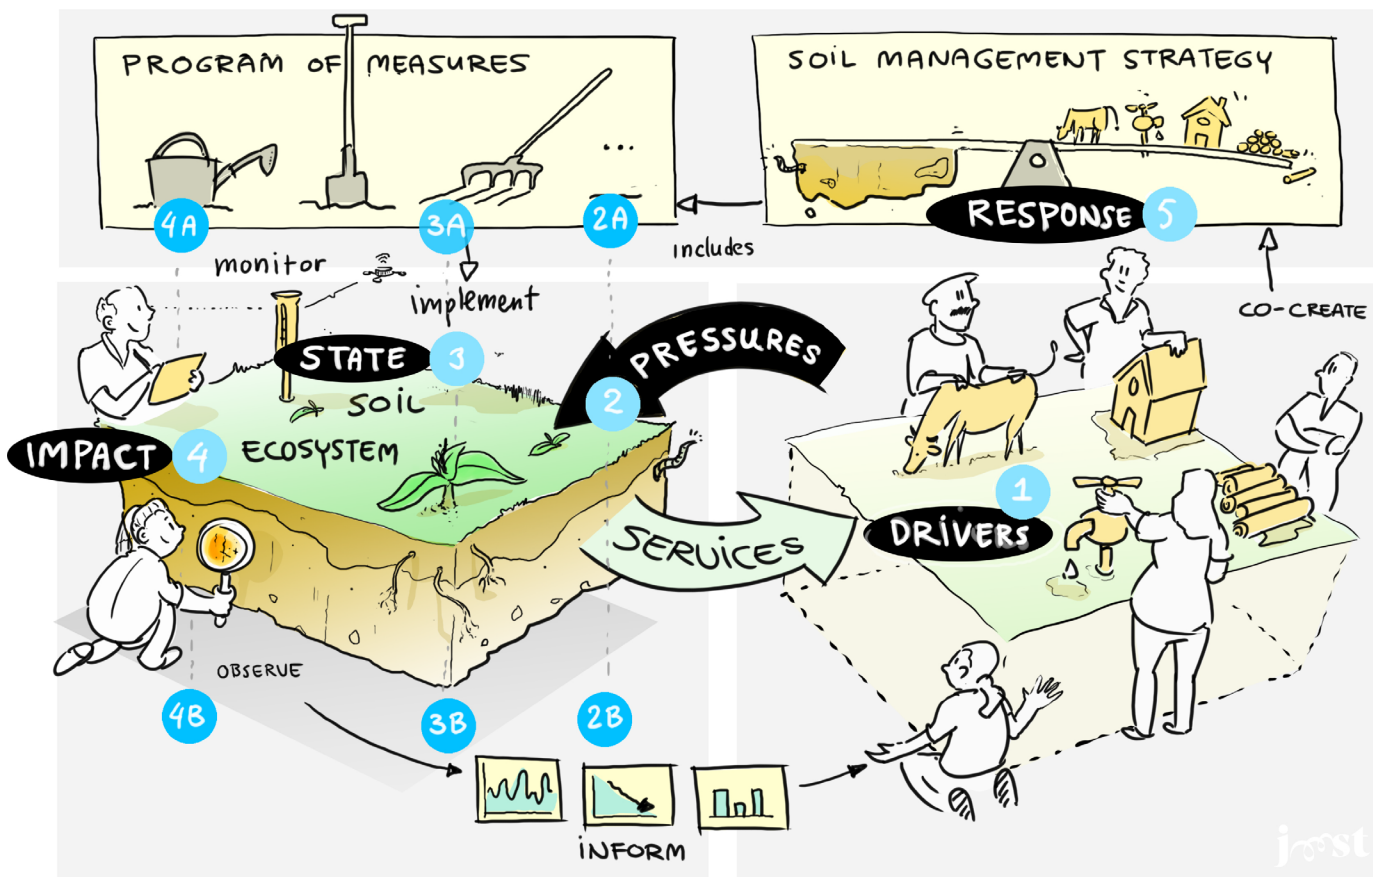 PROGRAM OF MEASURES
...
SOIL MANAGEMENT STRATEGY
4A
3A
2A
RESPONSE 5
includes
monitor
implement
CO-CREATE
STATE 3
PRESSURES
2
SOIL
ECOSYSTEM
IMPACT 4
1
DRIVERS
SERVICES
OBSERVE
4B
3B
2B
INFORM
joost